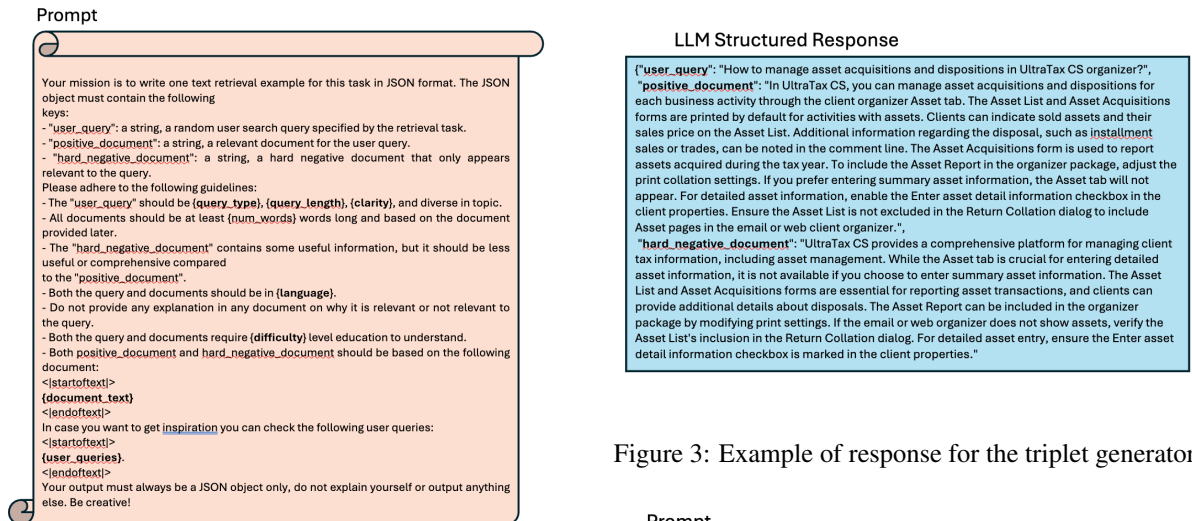 Prompt
Your mission is to write one text retrieval example for this task in JSON format. The JSON
object must contain the following
keys:
- "user_query": a string, a random user search query specified by the retrieval task.
- "positive_document": a string, a relevant document for the user query.
- "hard_negative_document": a string, a hard negative document that only appears
relevant to the query.
Please adhere to the following guidelines:
- The "user_query" should be {query_type}, {query_length}, {clarity}, and diverse in topic.
- All documents should be at least {num_words} words long and based on the document
provided later.
- The "hard_negative_document" contains some useful information, but it should be less
useful or comprehensive compared
to the "positive_document".
- Both the query and documents should be in {language}.
- Do not provide any explanation in any document on why it is relevant or not relevant to
the query.
- Both the query and documents require {difficulty} level education to understand.
- Both positive_document and hard_negative_document should be based on the following
document:
<|startoftext|>
{document_text}
<|endoftext|>
In case you want to get inspiration you can check the following user queries:
<|startoftext|>
{user_queries}.
<|endoftext|>
Your output must always be a JSON object only, do not explain yourself or output anything
else. Be creative!
LLM Structured Response
{"user_query": "How to manage asset acquisitions and dispositions in UltraTax CS organizer?",
"positive_document": "In UltraTax CS, you can manage asset acquisitions and dispositions for
each business activity through the client organizer Asset tab. The Asset List and Asset Acquisitions
forms are printed by default for activities with assets. Clients can indicate sold assets and their
sales price on the Asset List. Additional information regarding the disposal, such as installment
sales or trades, can be noted in the comment line. The Asset Acquisitions form is used to report
assets acquired during the tax year. To include the Asset Report in the organizer package, adjust the
print collation settings. If you prefer entering summary asset information, the Asset tab will not
appear. For detailed asset information, enable the Enter asset detail information checkbox in the
client properties. Ensure the Asset List is not excluded in the Return Collation dialog to include
Asset pages in the email or web client organizer.",
"hard_negative_document": "UltraTax CS provides a comprehensive platform for managing client
tax information, including asset management. While the Asset tab is crucial for entering detailed
asset information, it is not available if you choose to enter summary asset information. The Asset
List and Asset Acquisitions forms are essential for reporting asset transactions, and clients can
provide additional details about disposals. The Asset Report can be included in the organizer
package by modifying print settings. If the email or web organizer does not show assets, verify the
Asset List's inclusion in the Return Collation dialog. For detailed asset entry, ensure the Enter asset
detail information checkbox is marked in the client properties."
Figure 3: Example of response for the triplet generator
Prompt